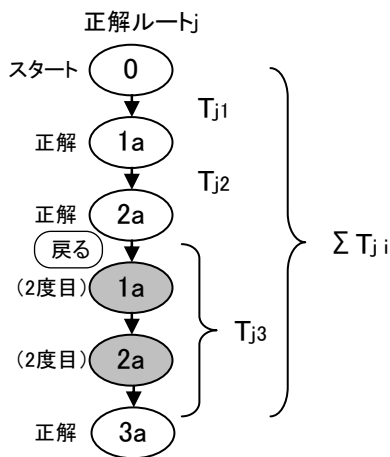 正解ルートj
スタート 0
Tj1
正解 1a
Tj2
正解 2a
戻る
Σ Tj i
(2度目) 1a
Tj3
(2度目) 2a
正解 3a